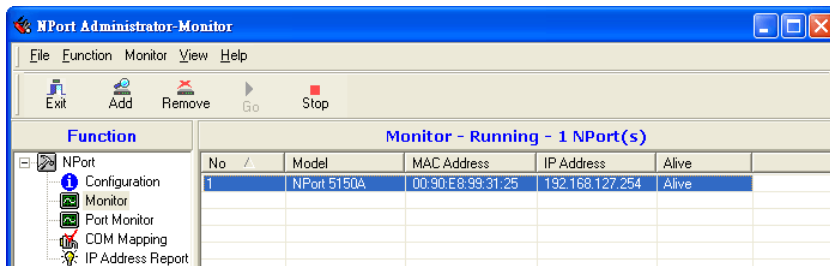 NPort Administrator-Monitor
File Function Monitor View Help
Exit Add Remove Go Stop
Function Monitor - Running - 1 NPort(s)
NPort No Model MAC Address IP Address Alive
Configuration 1 NPort 5150A 00:90:E8:99:31:25 192.168.127.254 Alive
Monitor
Port Monitor
COM Mapping
IP Address Report